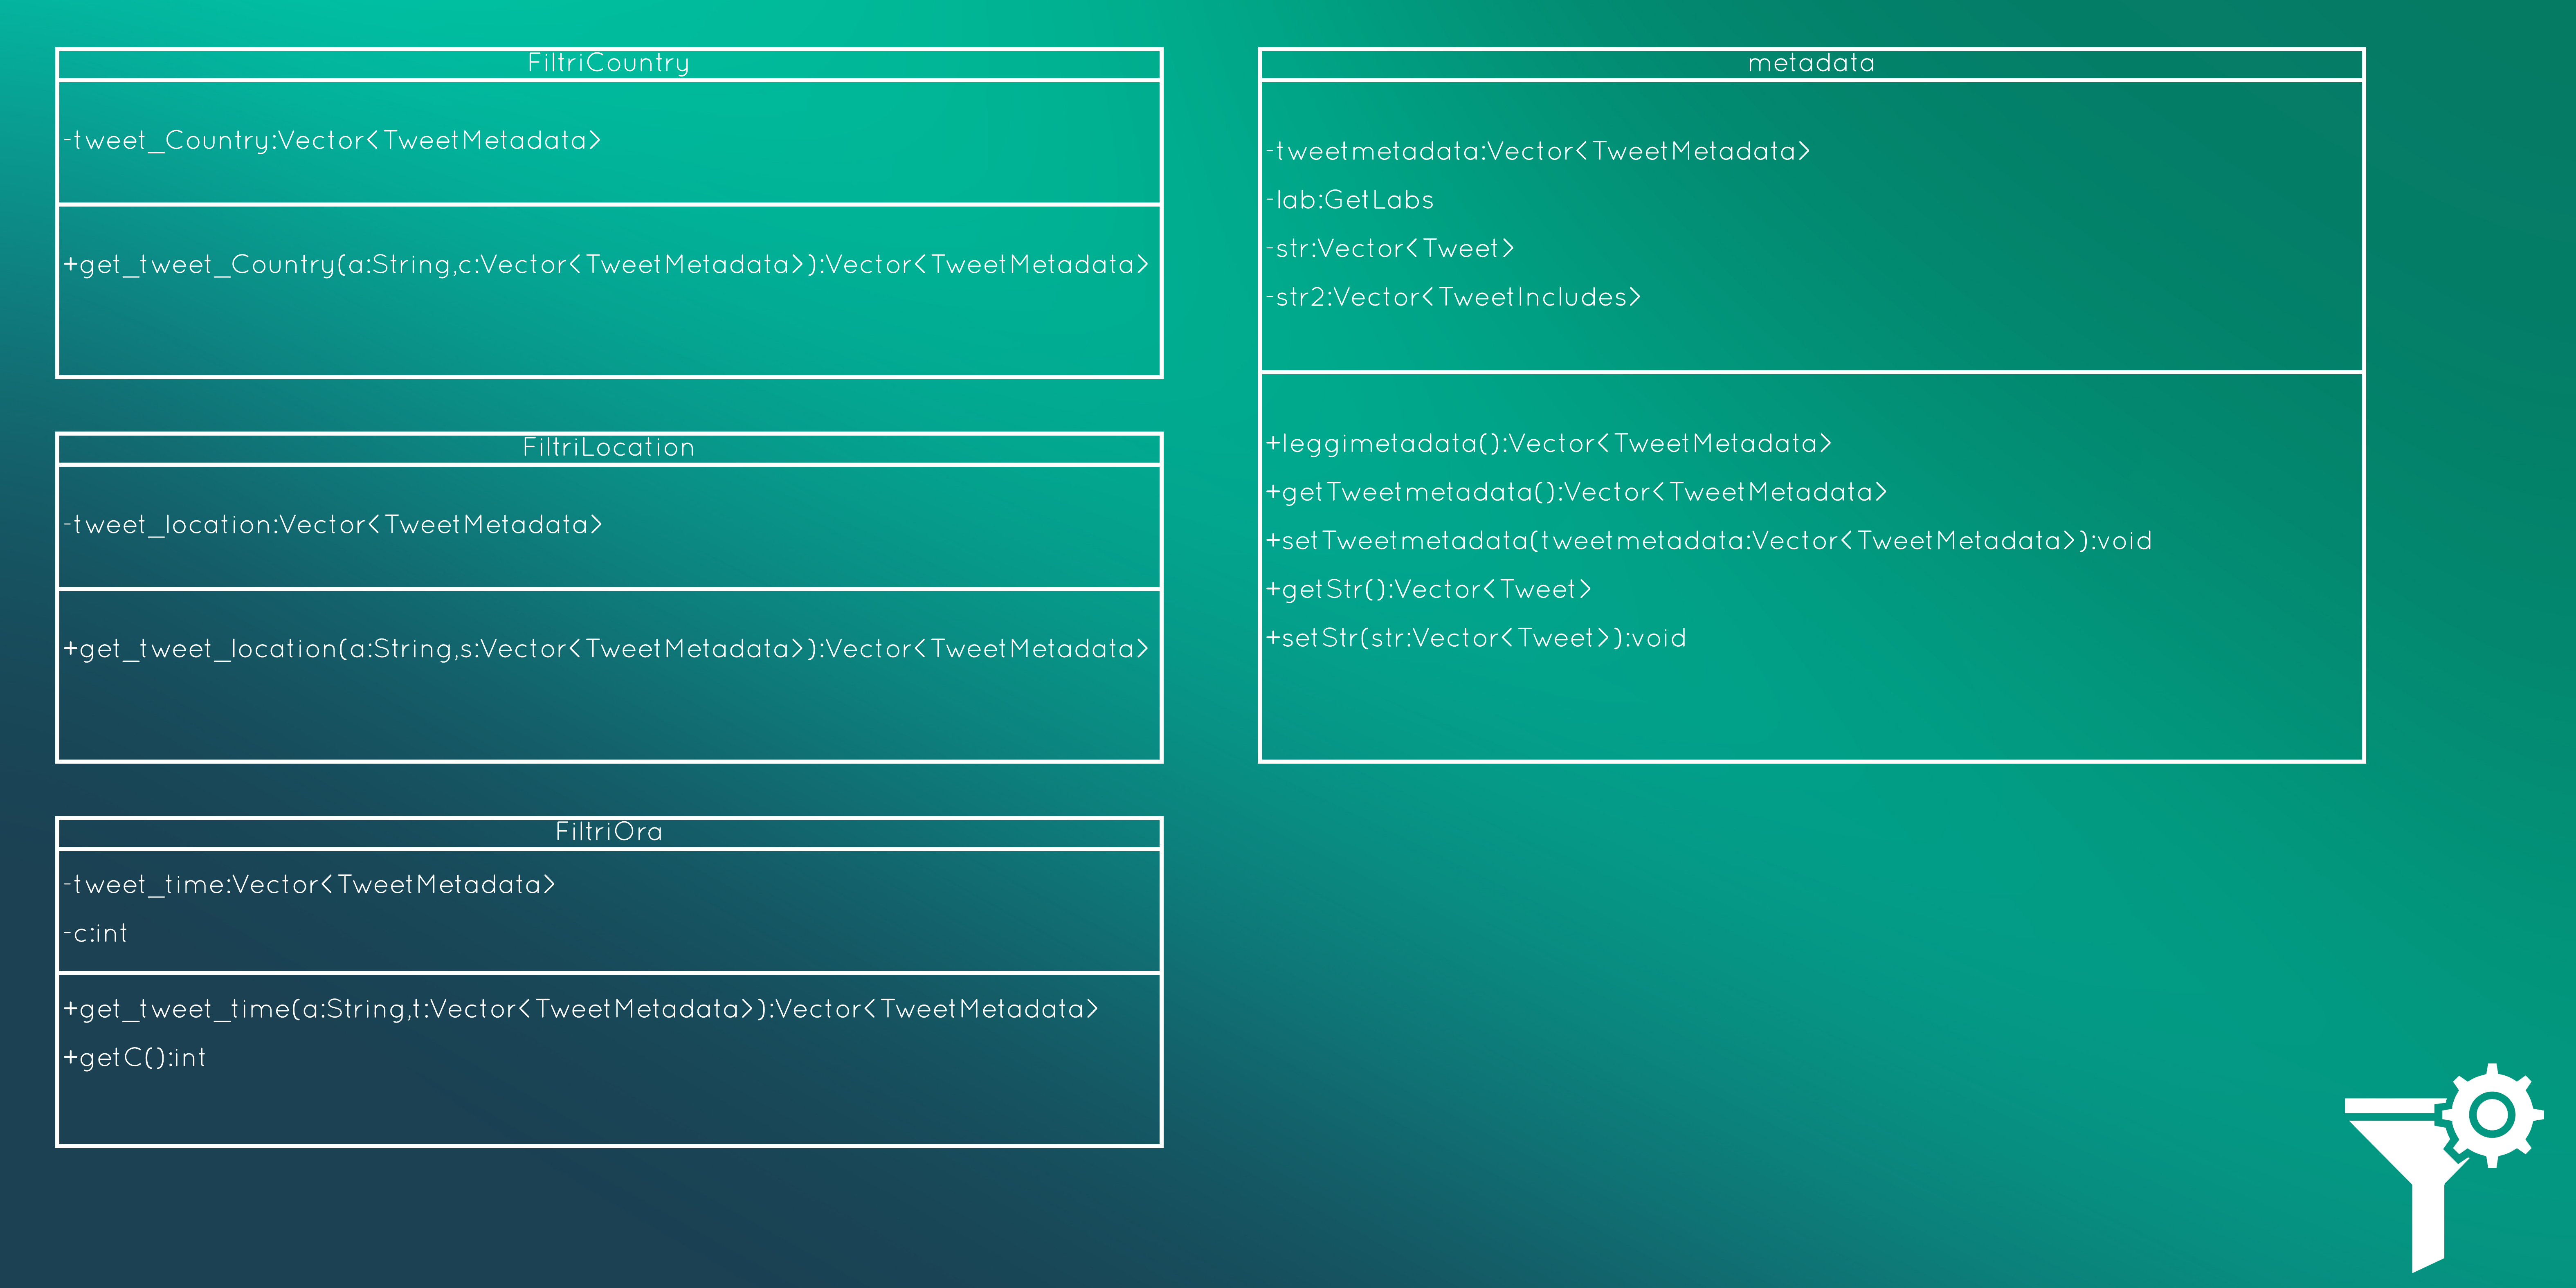 FiltriCountry
-tweet_Country:Vector<TweetMetadata>
+get_tweet_Country(a:String,c:Vector<TweetMetadata>):Vector<TweetMetadata>
FiltriLocation
-tweet_location:Vector<TweetMetadata>
+get_tweet_location(a:String,s:Vector<TweetMetadata>):Vector<TweetMetadata>
FiltriOra
-tweet_time:Vector<TweetMetadata>
-c:int
+get_tweet_time(a:String,t:Vector<TweetMetadata>):Vector<TweetMetadata>
+getC():int
metadata
-tweetmetadata:Vector<TweetMetadata>
-lab:GetLabs
-str:Vector<Tweet>
-str2:Vector<TweetIncludes>
+leggimetadata():Vector<TweetMetadata>
+getTweetmetadata():Vector<TweetMetadata>
+setTweetmetadata(tweetmetadata:Vector<TweetMetadata>):void
+getStr():Vector<Tweet>
+setStr(str:Vector<Tweet>):void